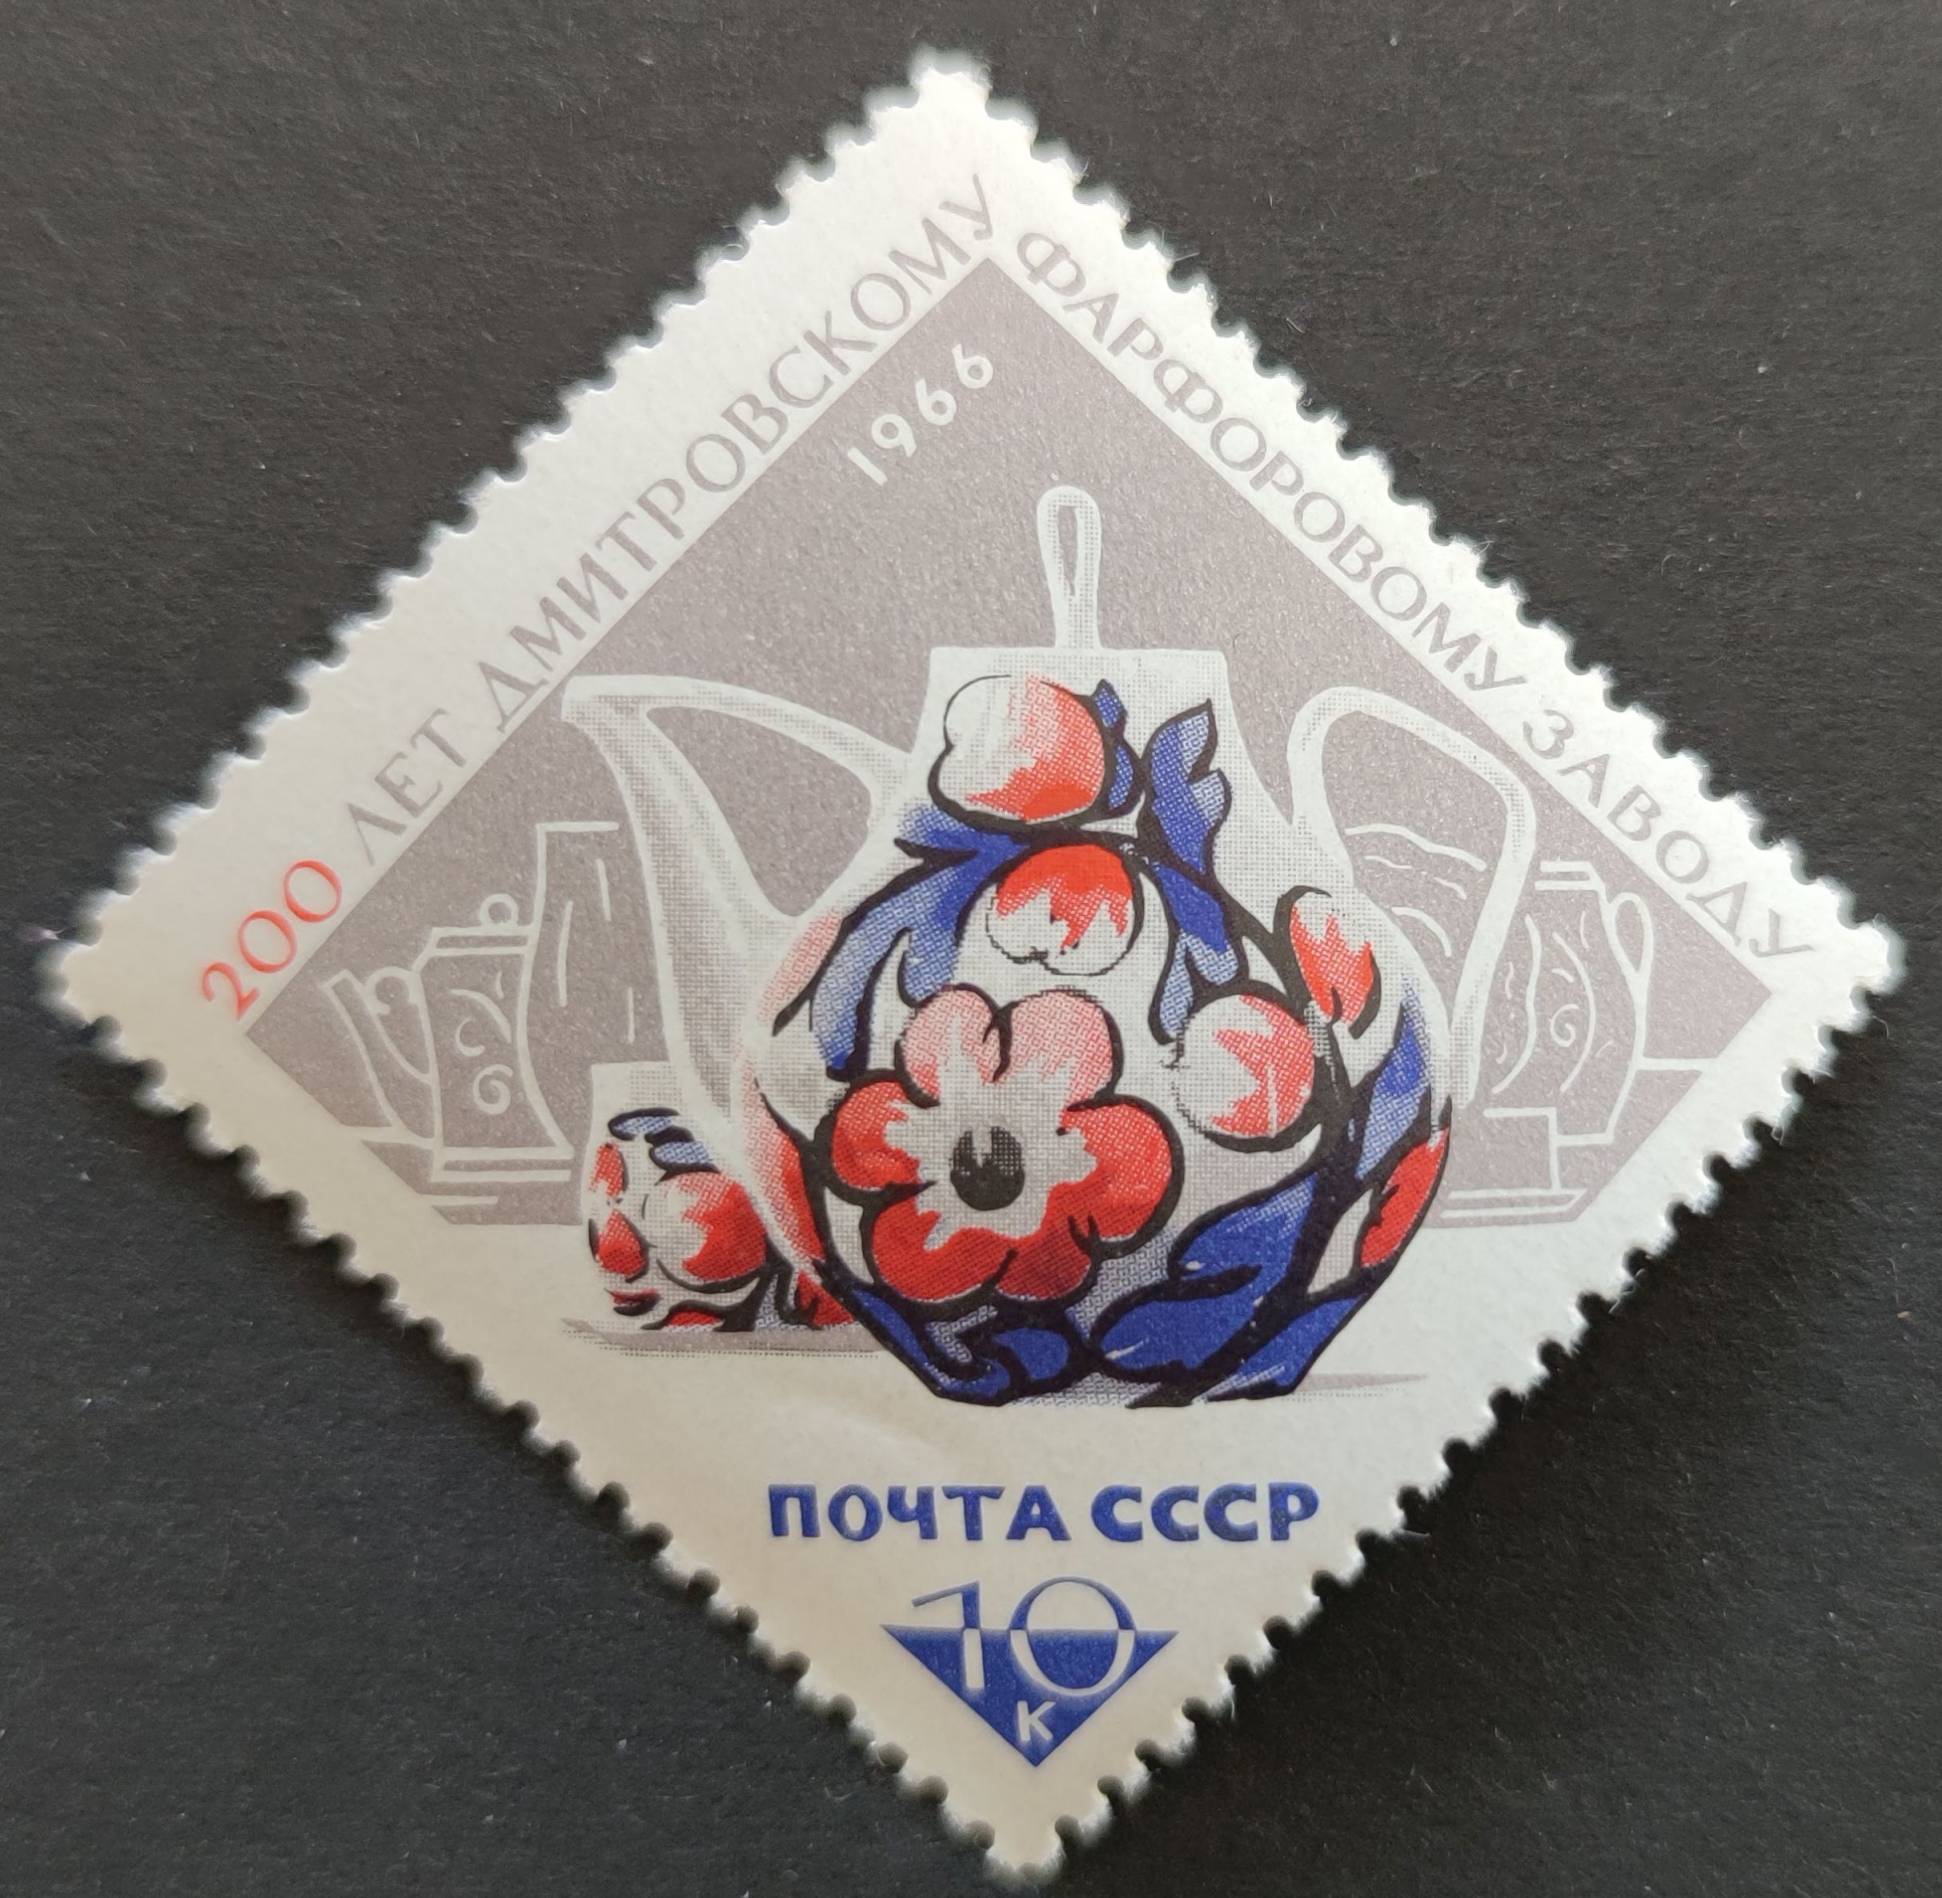 200 ЛЕТ ДМИТРОВСКОМУ
ФАРФОРОВОМУ ЗАВОДУ
1966
ПОЧТА СССР
10
К